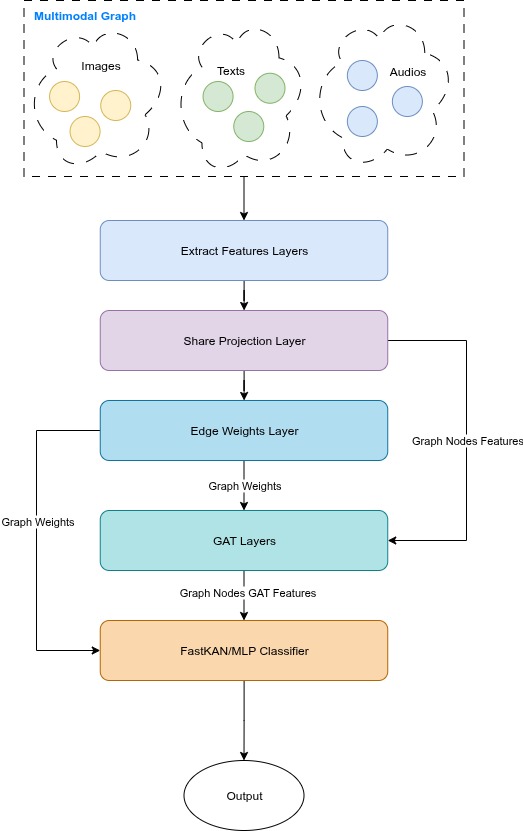 Multimodal Graph
Images
Texts
Audios
Extract Features Layers
Share Projection Layer
Edge Weights Layer
Graph Nodes Features
Graph Weights
Graph Weights
GAT Layers
Graph Nodes GAT Features
FastKAN/MLP Classifier
Output